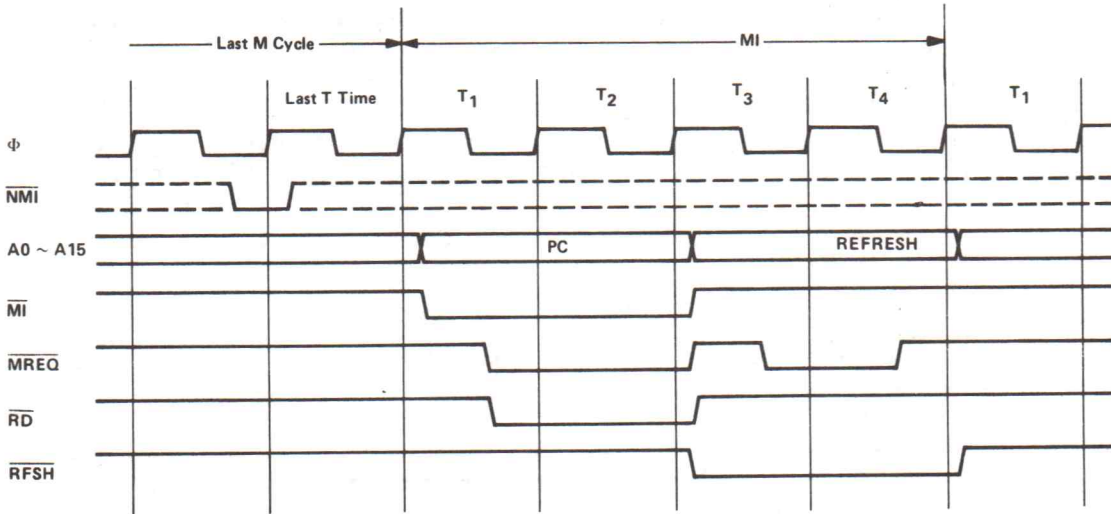 Last M Cycle
MI
Last T Time
T1
T2
T3
T4
T1
Φ
NMI
A0 ~ A15
PC
REFRESH
MI
MREQ
RD
RFSH